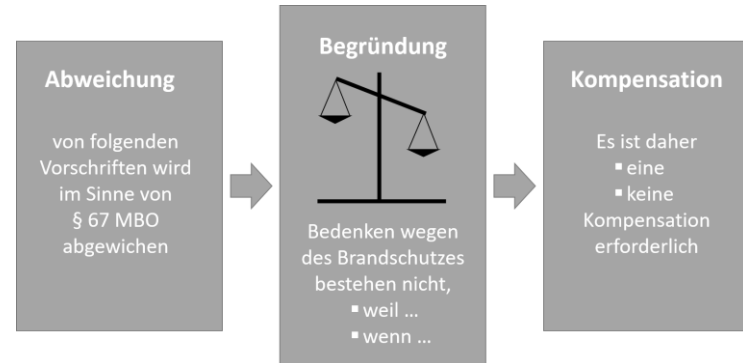 Abweichung
von folgenden
Vorschriften wird
im Sinne von
§ 67 MBO
abgewichen
Begründung
Bedenken wegen
des Brandschutzes
bestehen nicht,
▪ weil ...
▪ wenn ...
Kompensation
Es ist daher
▪ eine
▪ keine
Kompensation
erforderlich